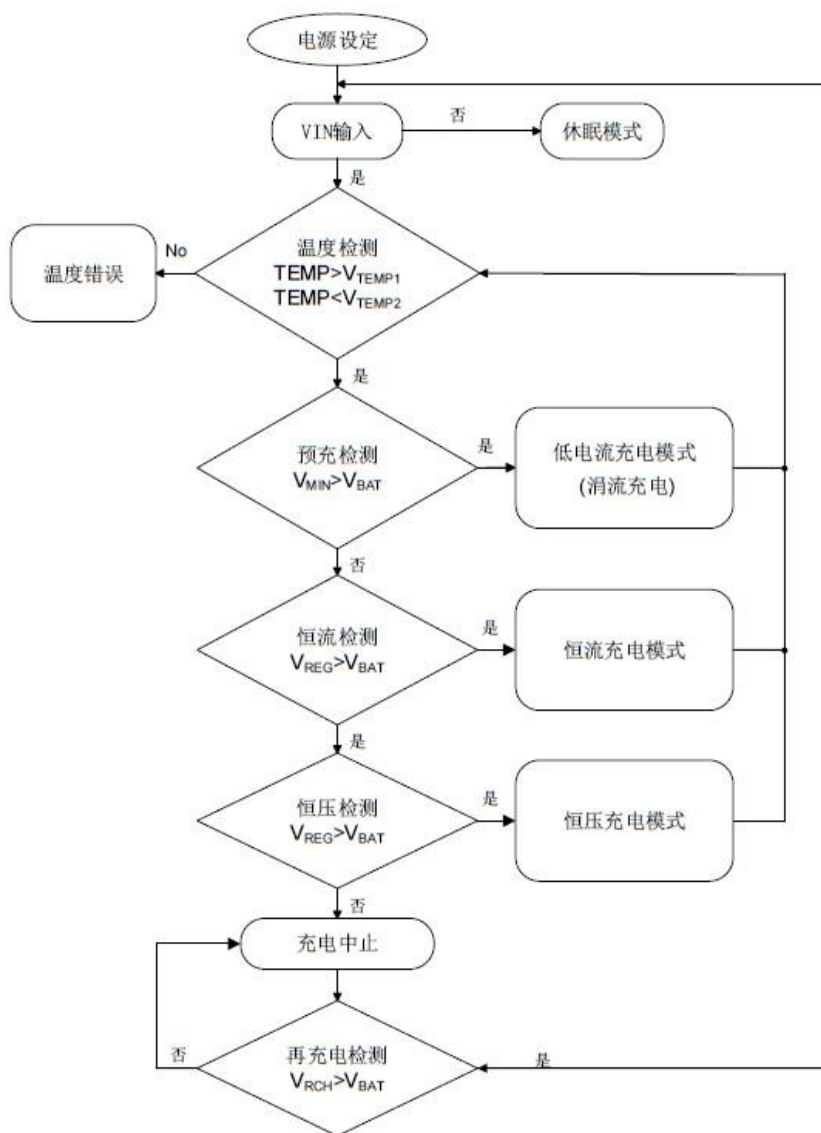 电源设定
VIN输入
否
休眠模式
是
No
温度错误
温度检测
TEMP>VTEMP1
TEMP<VTEMP2
是
预充检测
VMIN>VBAT
是
低电流充电模式
(涓流充电)
否
恒流检测
VREG>VBAT
是
恒流充电模式
是
恒压检测
VREG>VBAT
是
恒压充电模式
否
充电中止
否
再充电检测
VRCH>VBAT
是